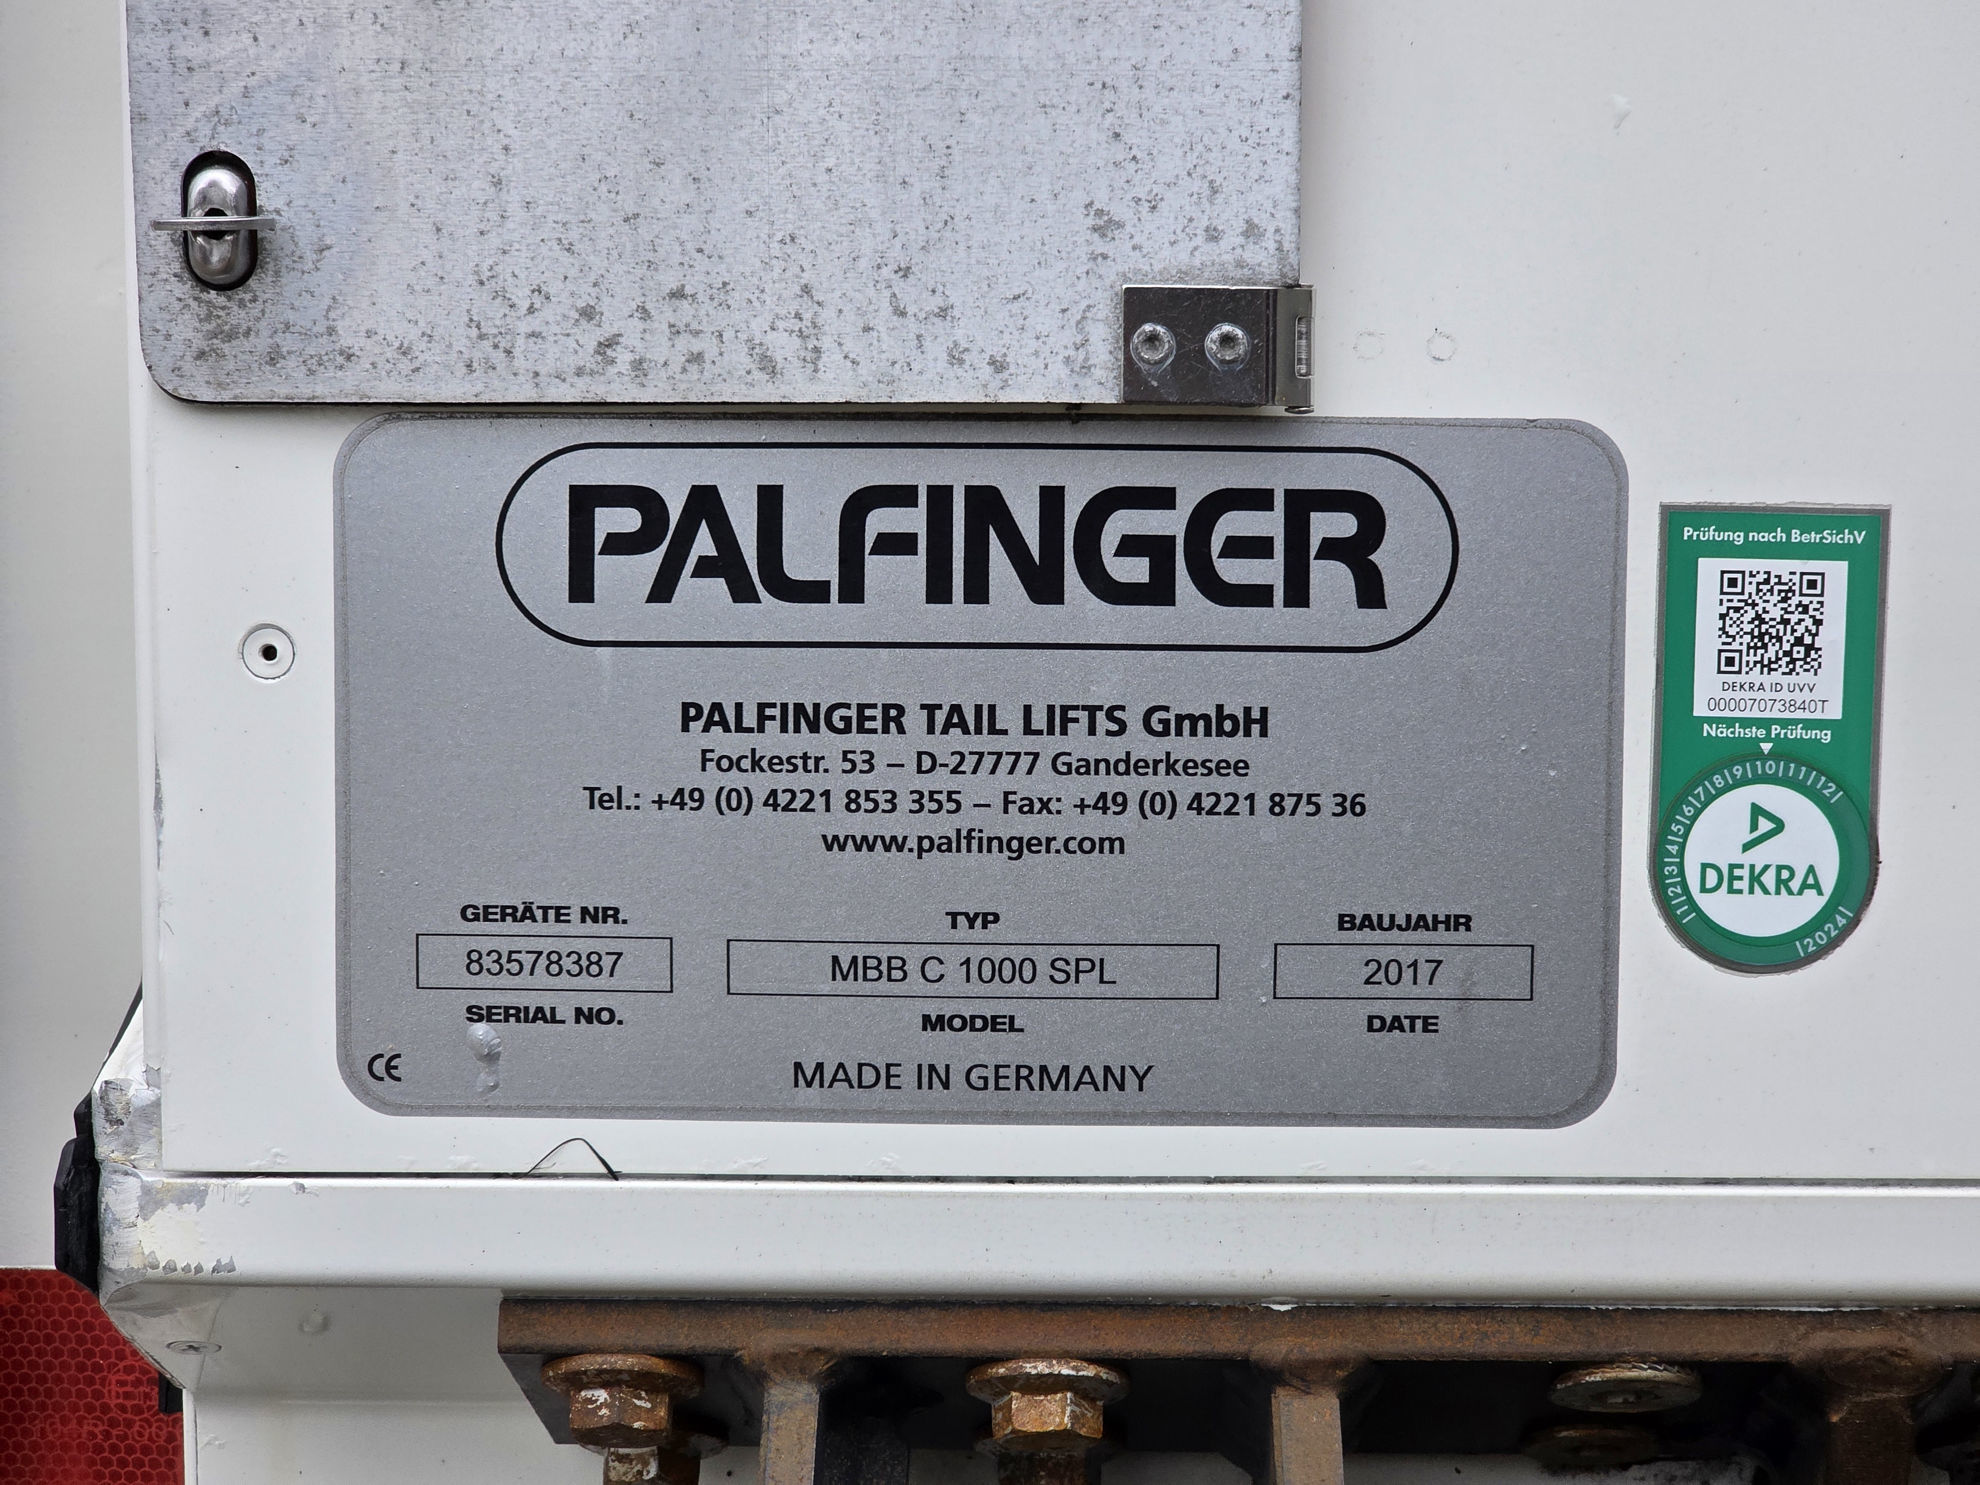 PALFINGER
PALFINGER TAIL LIFTS GmbH
Fockestr. 53 – D-27777 Ganderkesee
Tel.: +49 (0) 4221 853 355 – Fax: +49 (0) 4221 875 36
www.palfinger.com
GERÄTE NR.
83578387
SERIAL NO.
TYP
MBB C 1000 SPL
MODEL
BAUJAHR
2017
DATE
CE
MADE IN GERMANY
Prüfung nach BetrSichV
DEKRA ID UVV
00007073840T
Nächste Prüfung
|1|2|3|4|5|6|7|8|9|10|11|12|
DEKRA
|2024|